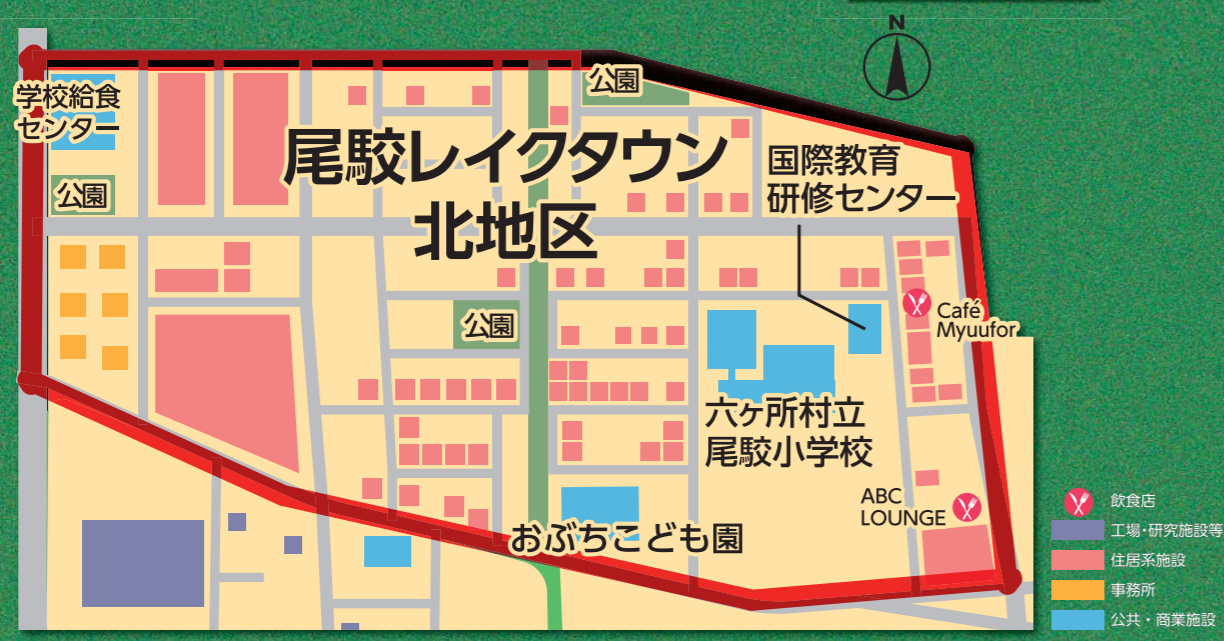 N
公園
学校給食
センター
尾駮レイクタウン
北地区
国際教育
研修センター
公園
公園
Café
Myuufor
六ヶ所村立
尾駮小学校
ABC
LOUNGE
おぶちこども園
飲食店
工場・研究施設等
住居系施設
事務所
公共・商業施設